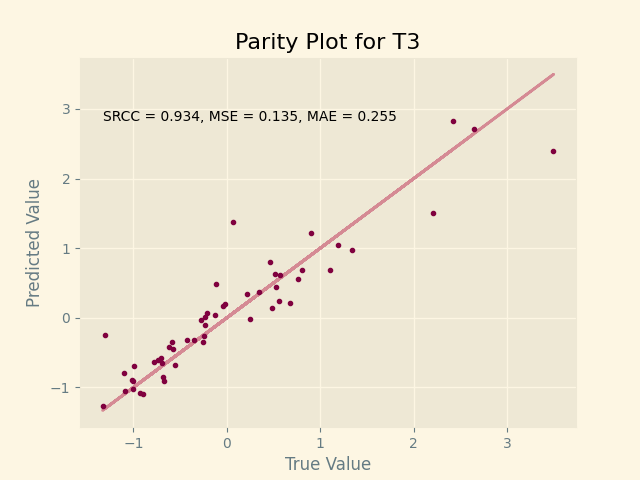 Parity Plot for T3
SRCC = 0.934, MSE = 0.135, MAE = 0.255
3
2
1
0
−1
Predicted Value
−1 0 1 2 3
True Value